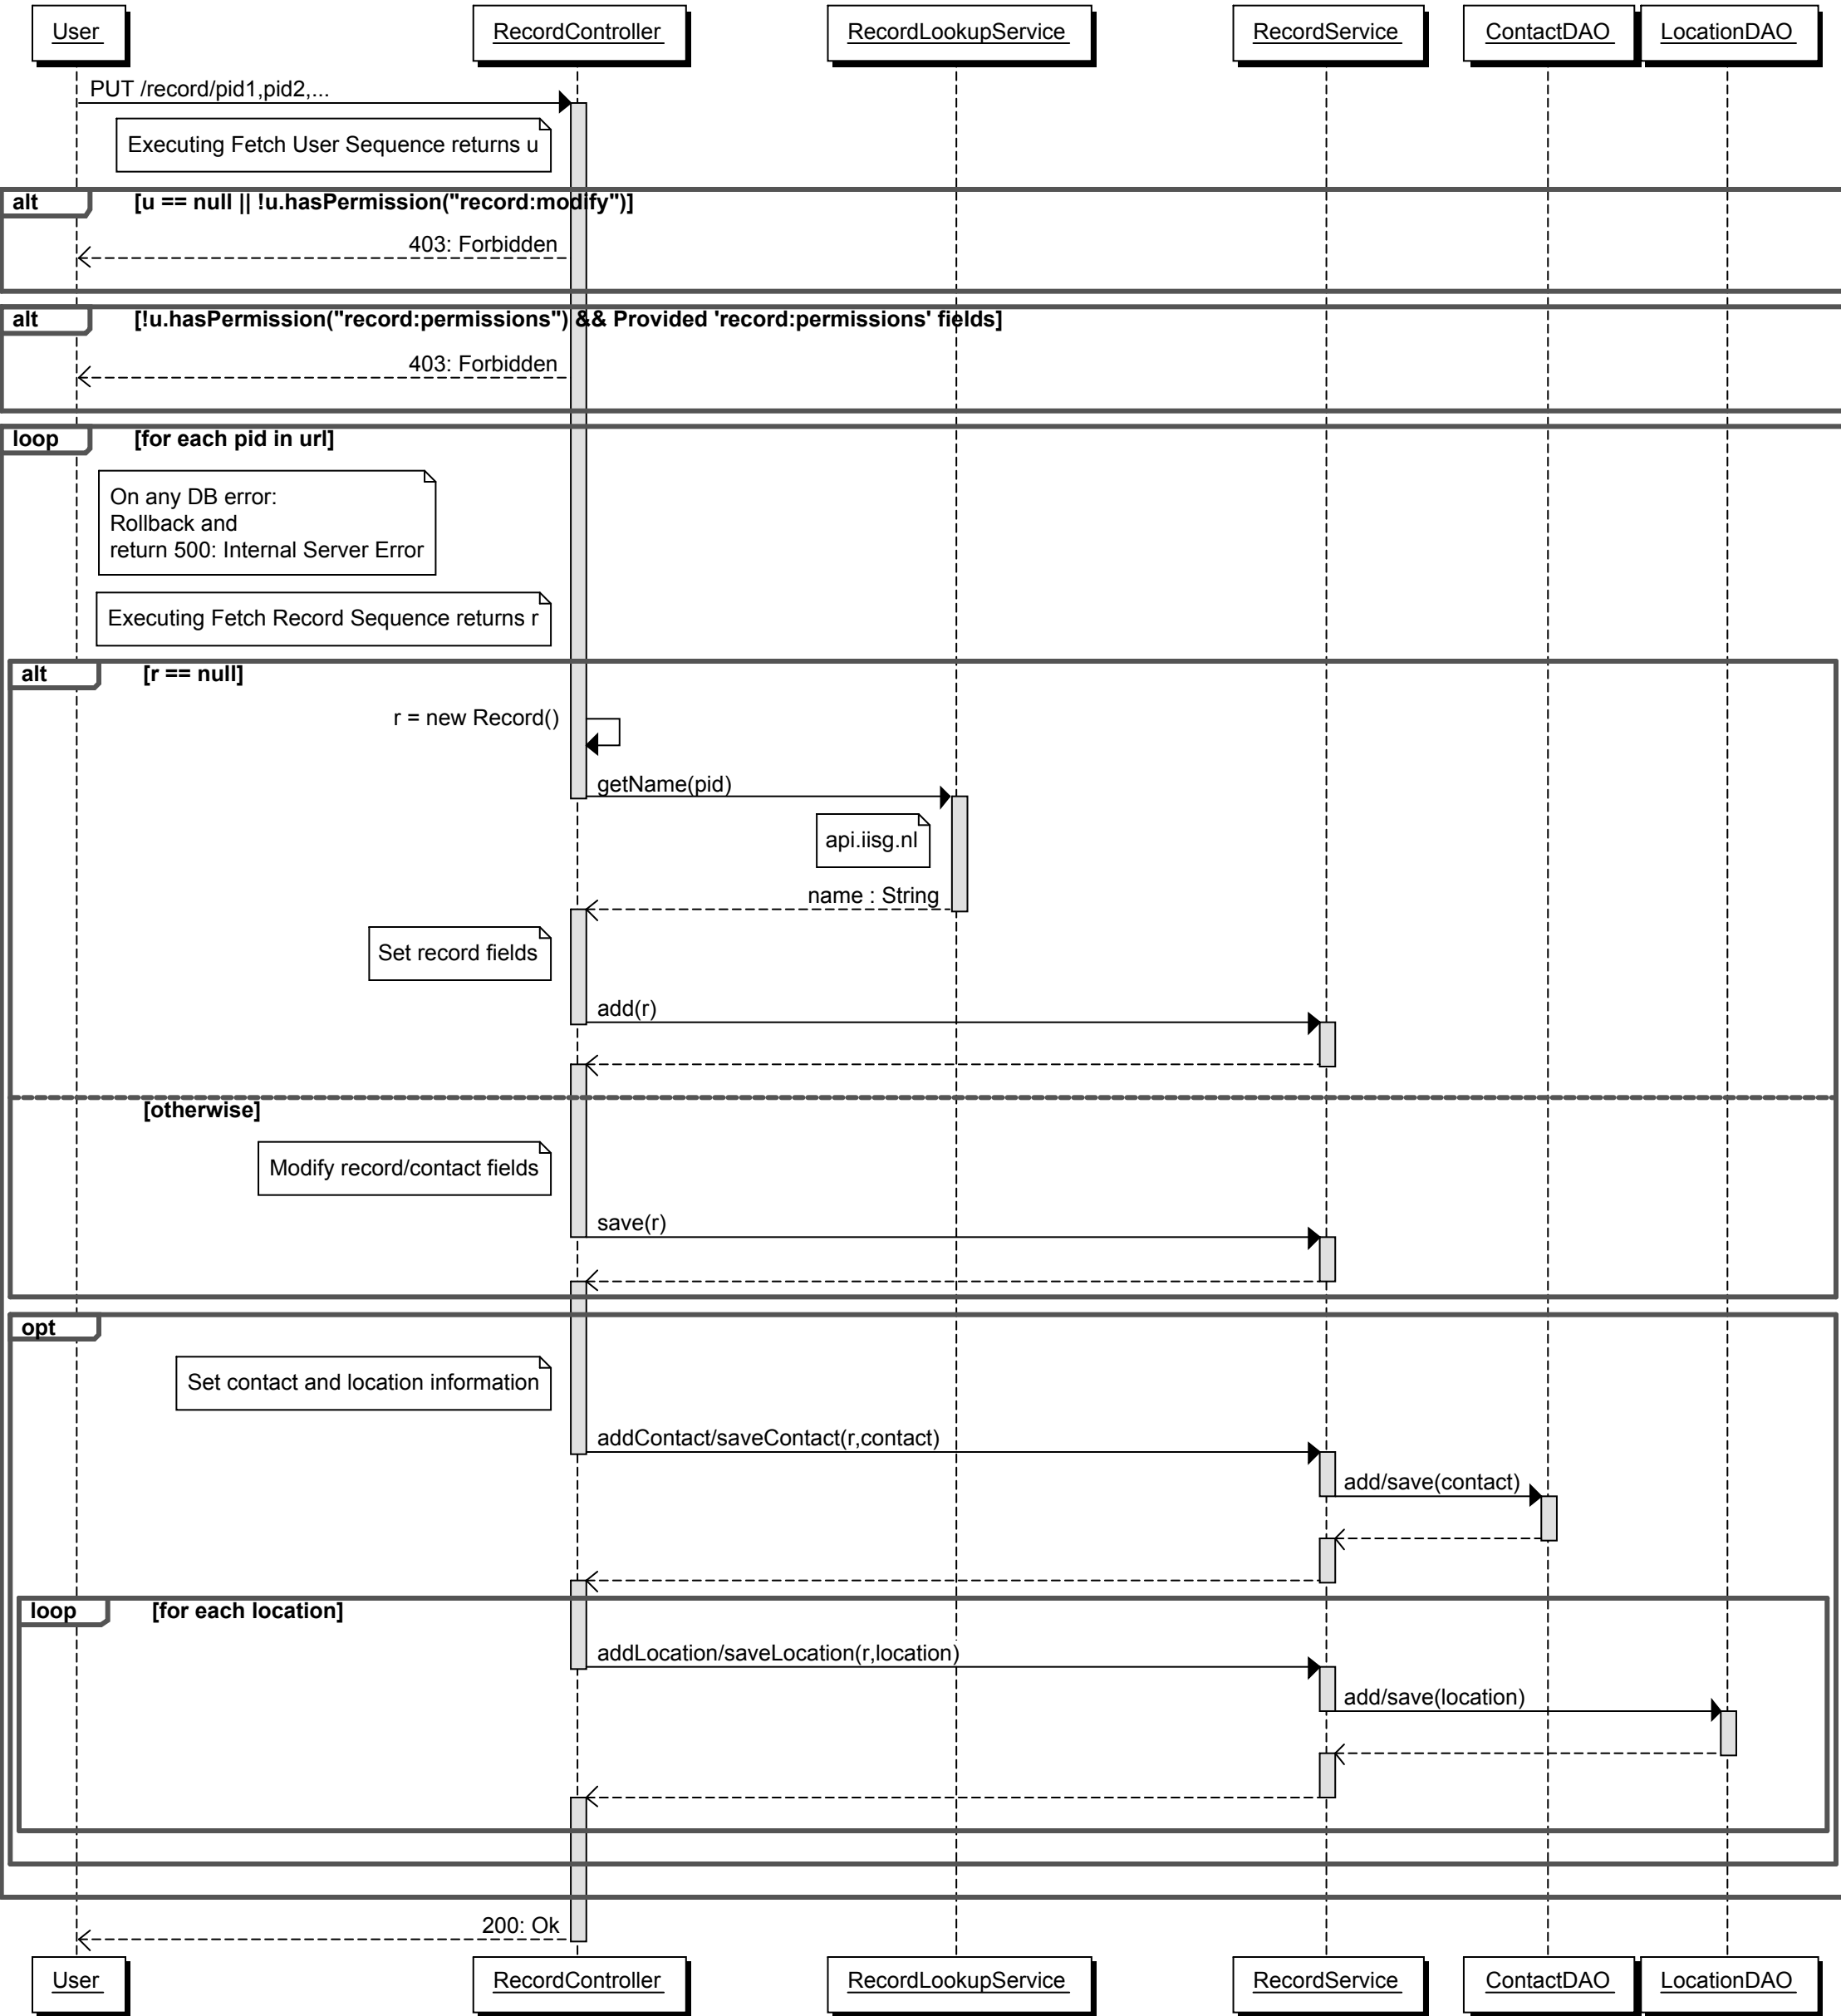 User
RecordController
RecordLookupService
RecordService
ContactDAO
LocationDAO
PUT /record/pid1,pid2,...
Executing Fetch User Sequence returns u
alt
[u == null || !u.hasPermission("record:modify")]
403: Forbidden
alt
[!u.hasPermission("record:permissions") && Provided 'record:permissions' fields]
403: Forbidden
loop
[for each pid in url]
On any DB error:
Rollback and
return 500: Internal Server Error
Executing Fetch Record Sequence returns r
alt
[r == null]
r = new Record()
getName(pid)
api.iisg.nl
name : String
Set record fields
add(r)
[otherwise]
Modify record/contact fields
save(r)
opt
Set contact and location information
addContact/saveContact(r,contact)
add/save(contact)
loop
[for each location]
addLocation/saveLocation(r,location)
add/save(location)
200: Ok
User
RecordController
RecordLookupService
RecordService
ContactDAO
LocationDAO